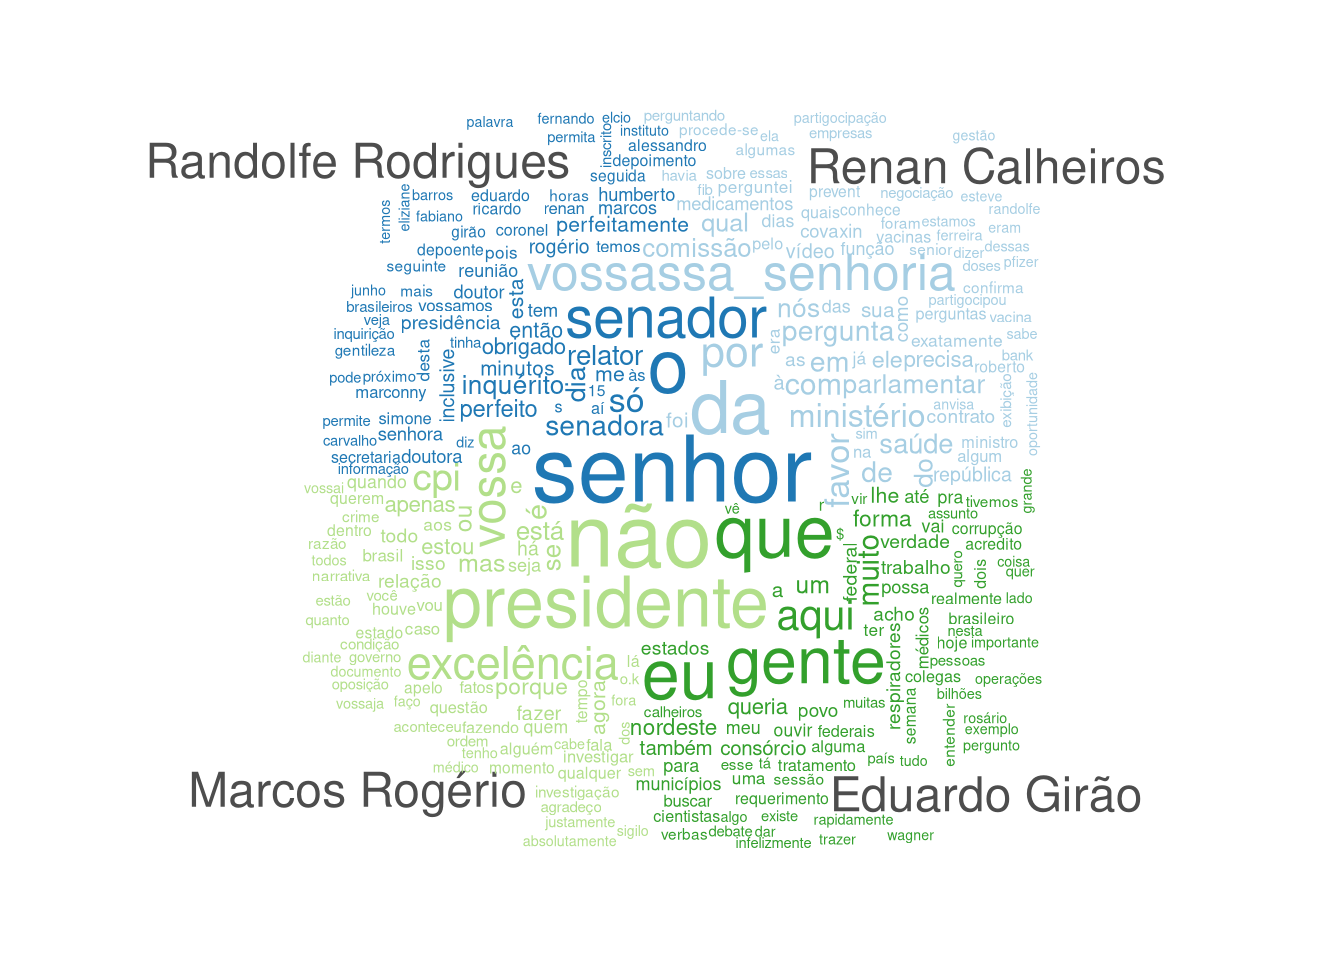 palavra fernando elcio perguntando partigocipação
permita inscrito instituto procede-se ela empresas gestão
alessandro algumas
Randolfe Rodrigues depoimento Renan Calheiros
seguida havia sobre essas
termos eliziane barros eduardo horas humberto fib perguntei prevent negociação esteve
fabiano ricardo renan marcos medicamentos quais conhece randolfe
girão coronel perfeitamente qual dias foram estamos eram
depoente pois rogério temos comissão pelo covaxin vacinas ferreira
vídeo função senior dizer dessas
seguinte reunião vossassa_senhoria doses pfizer
junho mais doutor esta confirma
brasileiros vossamos tem senador nós das sua como partigocipou
veja presidência então pergunta perguntas vacina
inquirição tinha obrigado relator o por era exatamente sabe
gentileza desta inclusive minutos me às as em já ele precisa bank
pode próximo inquérito dia 15 da à com parlamentar roberto
marconny perfeito s aí só ministério contrato anvisa exibição oportunidade
permite simone senadora foi sim
carvalho senhora diz ao senhor favor na saúde ministro
secretaria doutora de do algum
informação cpi vossa república
vossai quando e não que vê r vir lhe até pra tivemos grande
querem apenas ou é forma assunto
crime aos está $ vai corrupção
dentro todo estou há se muito verdade acredito
razão brasil isso mas seja federal trabalho quero dois coisa
todos relação a um possa quer
narrativa você presidente realmente lado
estão houve vou aqui acho brasileiro
quanto estado caso ter respiradores médicos nesta
condição estados hoje importante
diante governo excelência lá eu gente pessoas
documento o.k colegas operações
oposição apelo fatos porque tempo agora fora bilhões
vossaja faço questão fazer calheiros queria povo muitas semana rosário
aconteceu fazendo quem dos nordeste meu ouvir federais entender exemplo
ordem alguém cabe fala também consórcio alguma pergunto
tenho investigar para esse tá tratamento país tudo
médico momento qualquer sem municípios uma sessão
Marcos Rogério investigação buscar requerimento Eduardo Girão
agradeço cientistas algo existe rapidamente
justamente sigilo verbas debate dar wagner
absolutamente infelizmente trazer